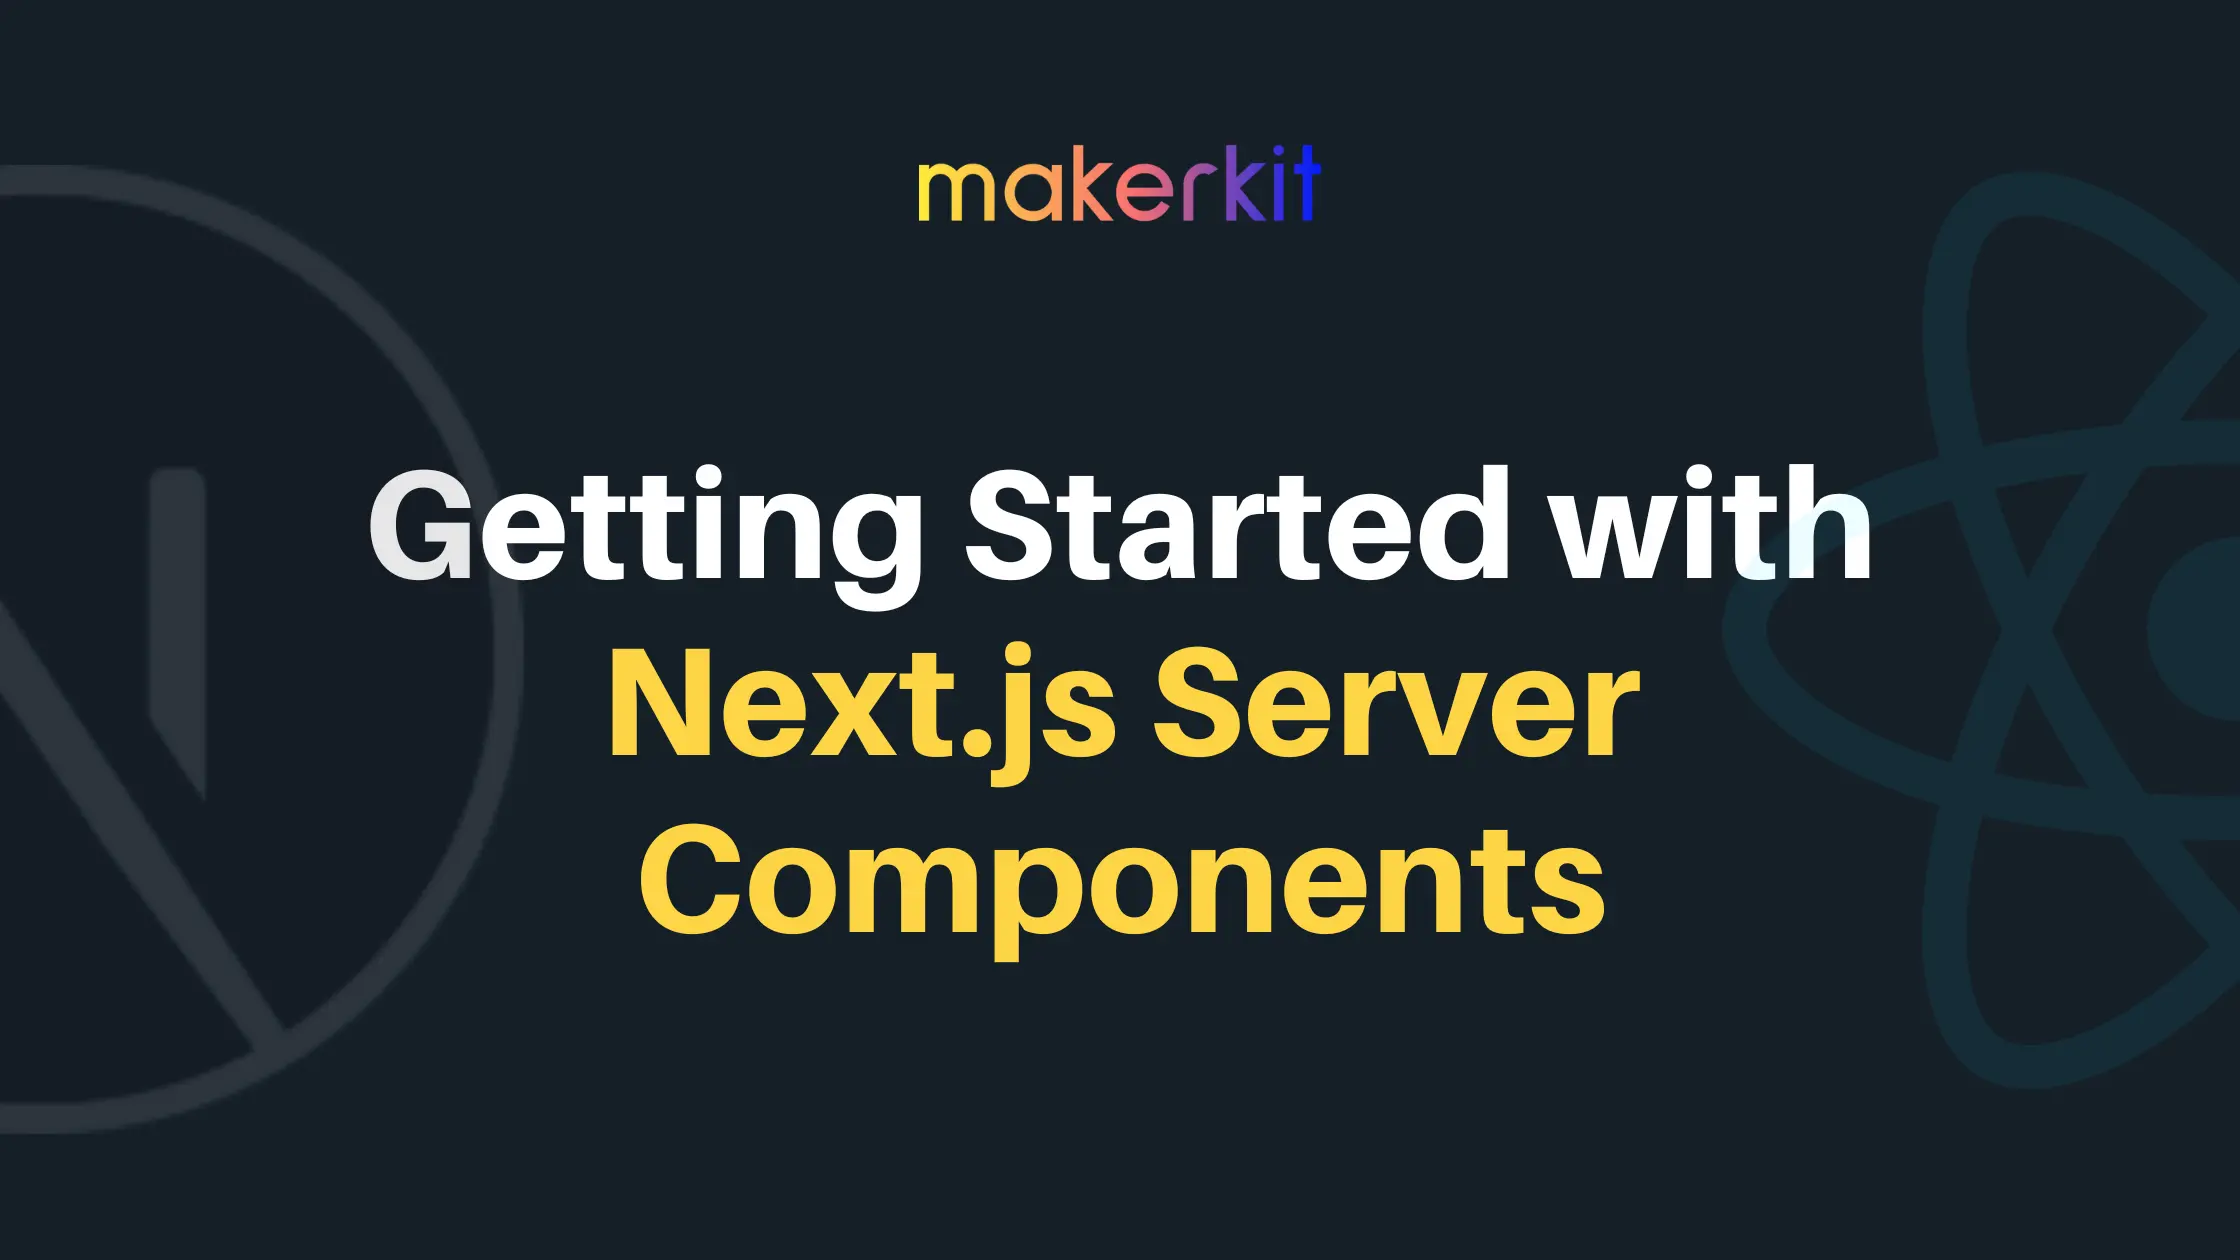 makerkit
Getting Started with
Next.js Server
Components